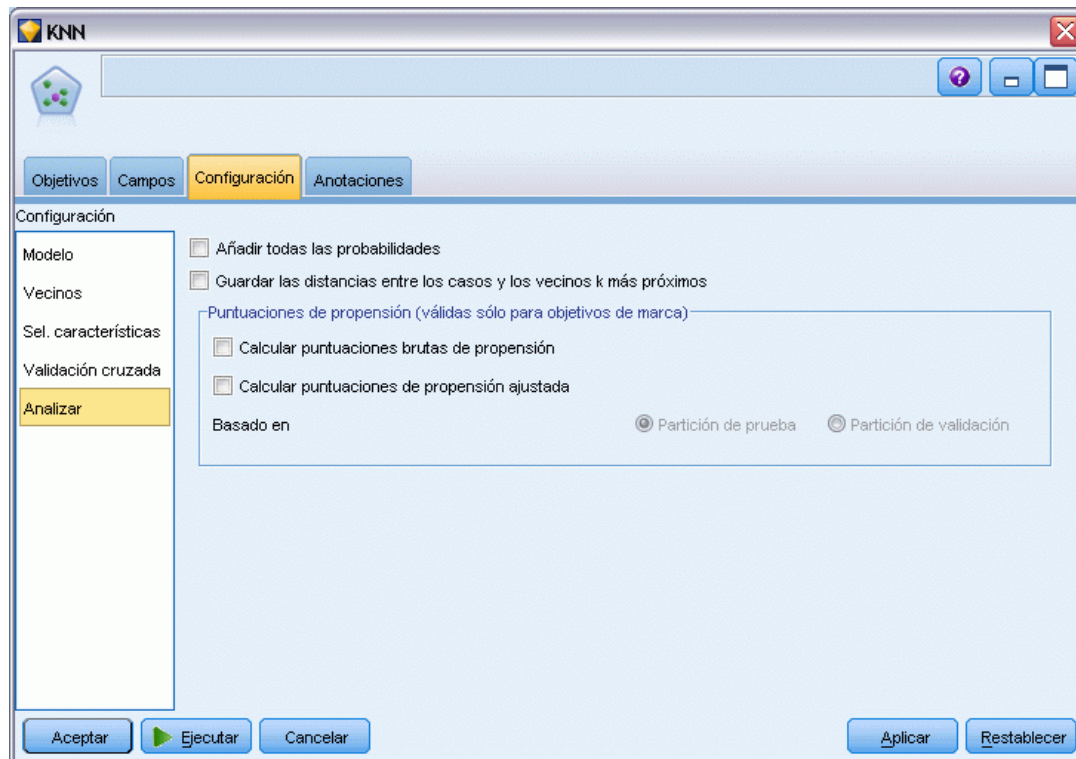 KNN
?
Objetivos Campos Configuración Anotaciones
Configuración
Modelo
Vecinos
Sel. características
Validación cruzada
Analizar
Añadir todas las probabilidades
Guardar las distancias entre los casos y los vecinos k más próximos
Puntuaciones de propensión (válidas sólo para objetivos de marca)
Calcular puntuaciones brutas de propensión
Calcular puntuaciones de propensión ajustada
Basado en Partición de prueba Partición de validación
Aceptar Ejecutar Cancelar Aplicar Restablecer